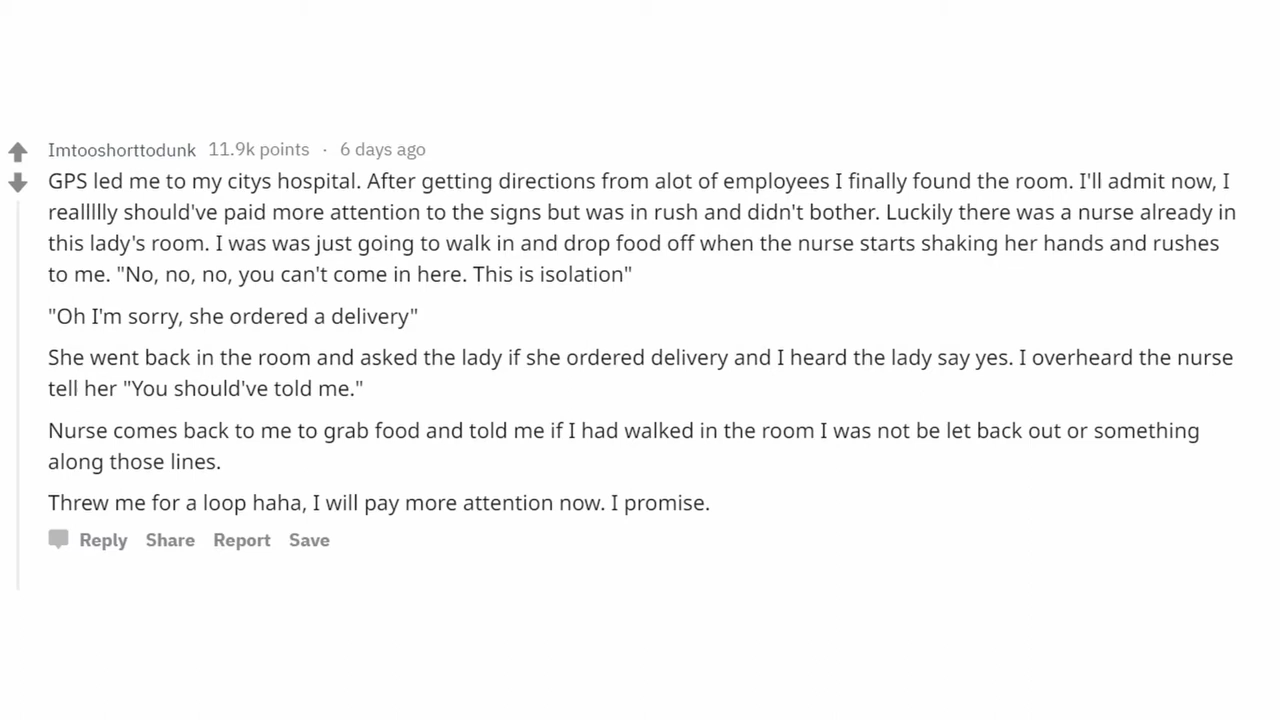 Imtooshorttodunk 11.9k points · 6 days ago
GPS led me to my citys hospital. After getting directions from alot of employees I finally found the room. I'll admit now, I
reallllly should've paid more attention to the signs but was in rush and didn't bother. Luckily there was a nurse already in
this lady's room. I was was just going to walk in and drop food off when the nurse starts shaking her hands and rushes
to me. "No, no, no, you can't come in here. This is isolation"
"Oh I'm sorry, she ordered a delivery"
She went back in the room and asked the lady if she ordered delivery and I heard the lady say yes. I overheard the nurse
tell her "You should've told me."
Nurse comes back to me to grab food and told me if I had walked in the room I was not be let back out or something
along those lines.
Threw me for a loop haha, I will pay more attention now. I promise.
Reply Share Report Save